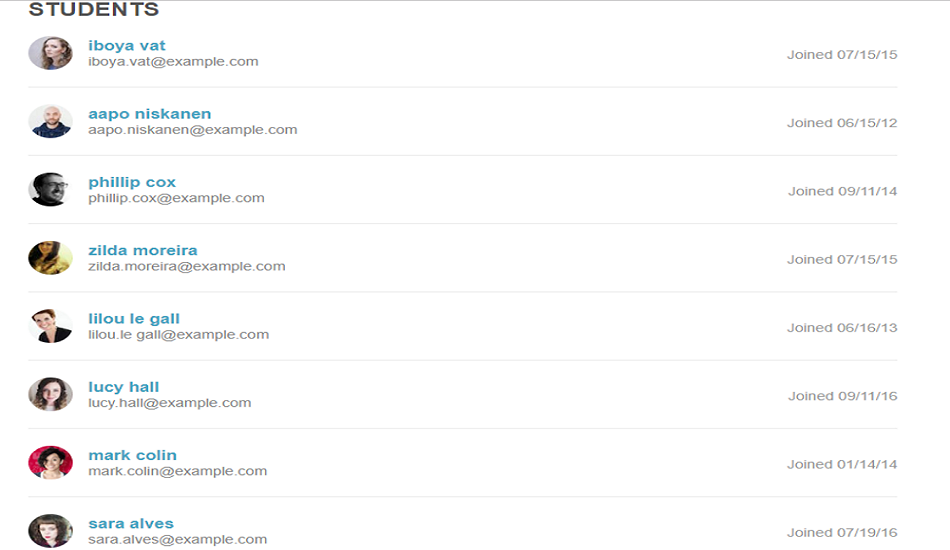 STUDENTS
iboya vat
iboya.vat@example.com
Joined 07/15/15
aapo niskanen
aapo.niskanen@example.com
Joined 06/15/12
phillip cox
phillip.cox@example.com
Joined 09/11/14
zilda moreira
zilda.moreira@example.com
Joined 07/15/15
lilou le gall
lilou.le gall@example.com
Joined 06/16/13
lucy hall
lucy.hall@example.com
Joined 09/11/16
mark colin
mark.colin@example.com
Joined 01/14/14
sara alves
sara.alves@example.com
Joined 07/19/16